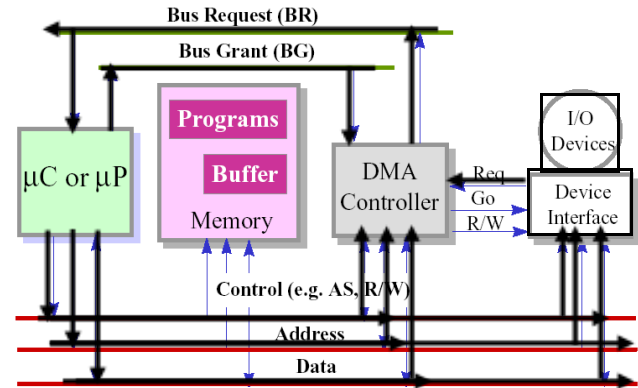 Bus Request (BR)
Bus Grant (BG)
Programs
Buffer
Memory
μC or μP
DMA
Controller
Req
Go
R/W
I/O
Devices
Device
Interface
Control (e.g. AS, R/W)
Address
Data